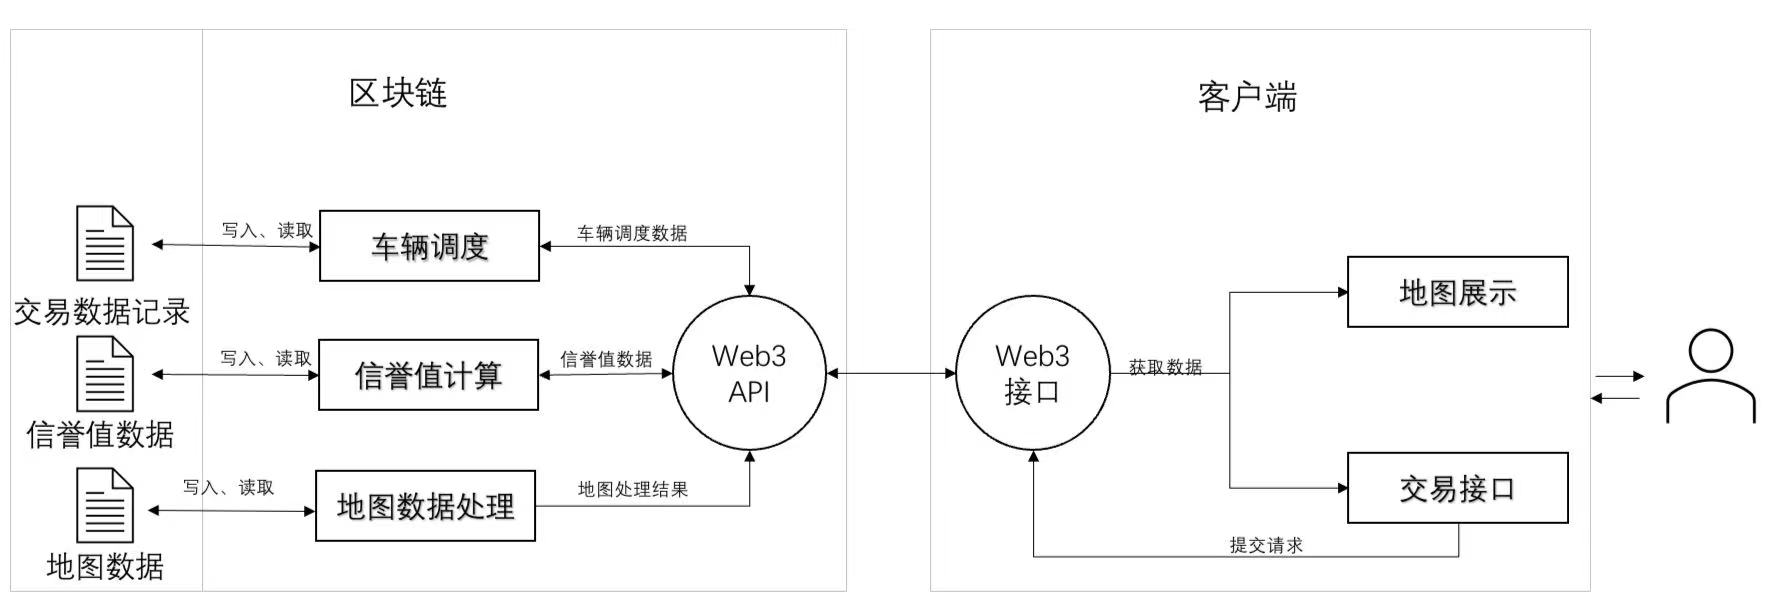 区块链
客户端
写入、读取
车辆调度
车辆调度数据
交易数据记录
写入、读取
信誉值计算
信誉值数据
信誉值数据
写入、读取
地图数据处理
地图处理结果
地图数据
Web3
API
Web3
接口
获取数据
地图展示
交易接口
提交请求